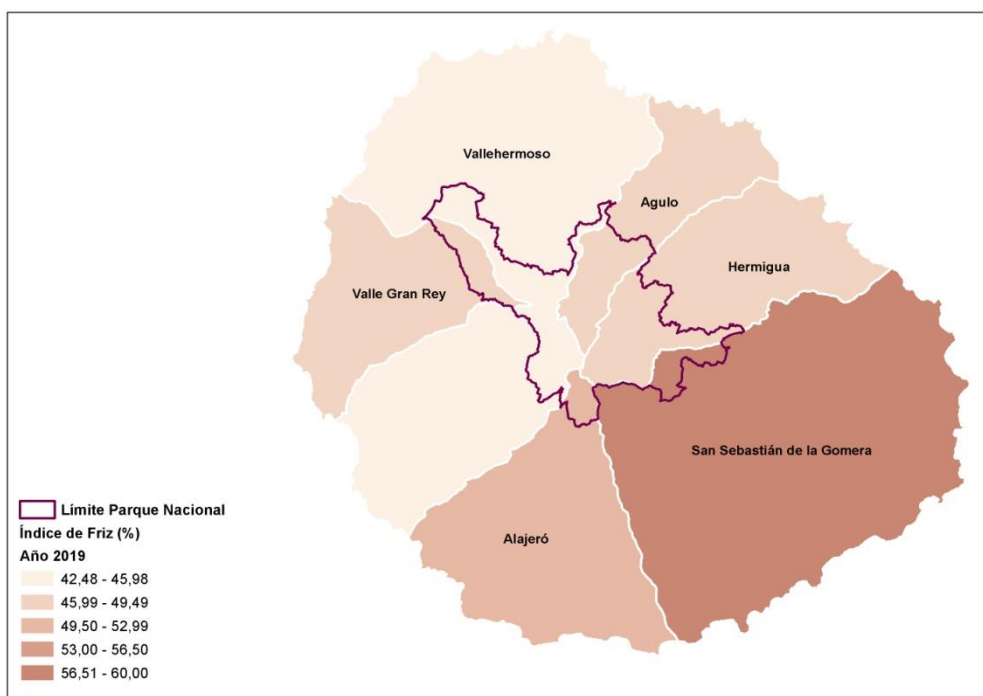 Vallehermoso
Agulo
Hermigua
Valle Gran Rey
San Sebastián de la Gomera
Alajeró
Límite Parque Nacional
Índice de Friz (%)
Año 2019
42,48 - 45,98
45,99 - 49,49
49,50 - 52,99
53,00 - 56,50
56,51 - 60,00